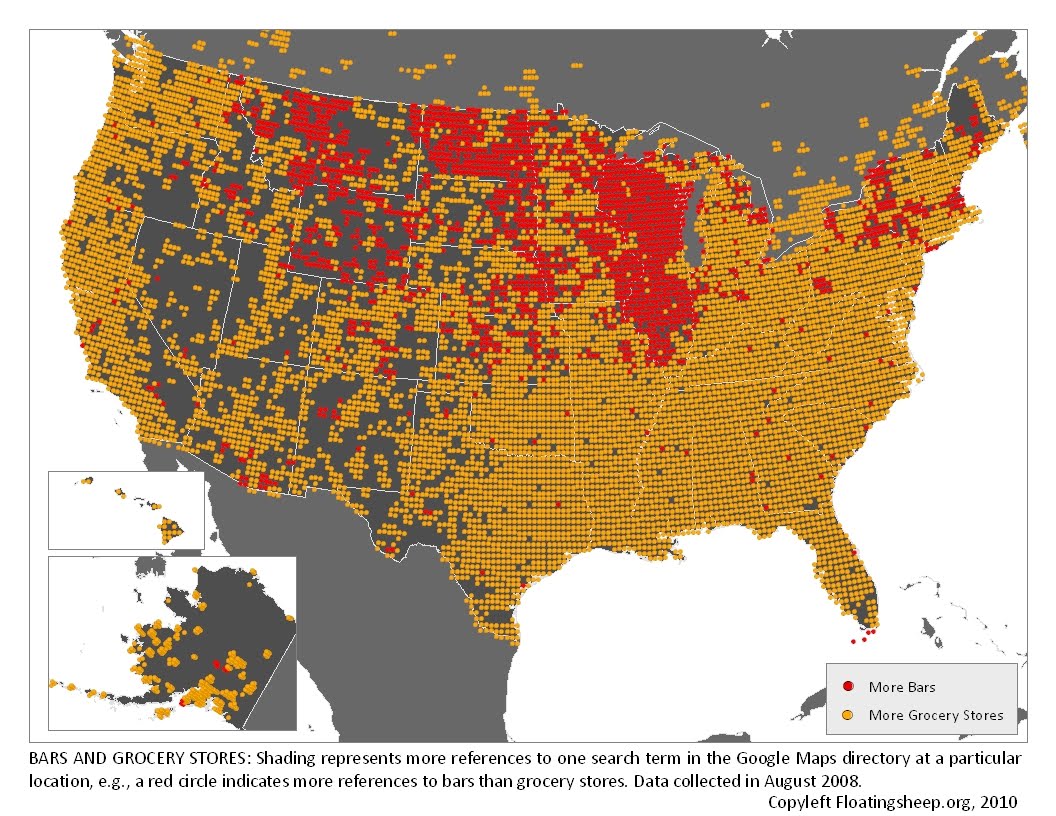 More Bars
More Grocery Stores
BARS AND GROCERY STORES: Shading represents more references to one search term in the Google Maps directory at a particular
location, e.g., a red circle indicates more references to bars than grocery stores. Data collected in August 2008.
Copyleft Floatingsheep.org, 2010